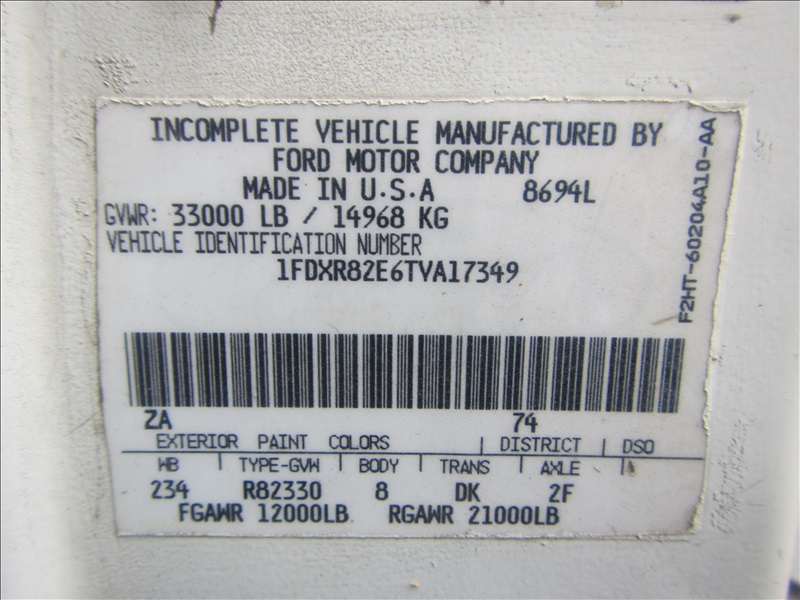 INCOMPLETE VEHICLE MANUFACTURED BY
FORD MOTOR COMPANY
MADE IN U.S.A 8694L
GVWR: 33000 LB / 14968 KG
VEHICLE IDENTIFICATION NUMBER
1FDXR82E6TVA17349
F2HT-60204A10-AA
ZA 74
EXTERIOR PAINT COLORS | DISTRICT | DSO
WB | TYPE-GVW | BODY | TRANS | AXLE |
234 R82330 8 DK 2F
FGAWR 12000LB RGAWR 21000LB